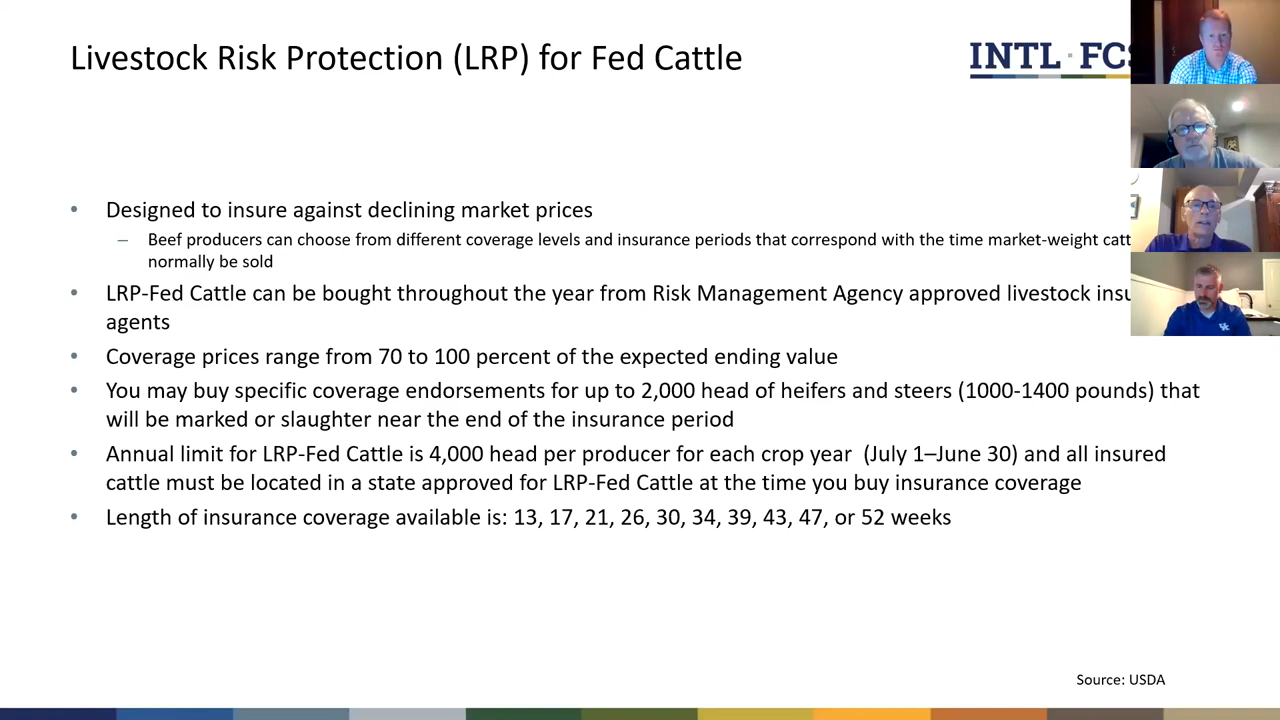 Livestock Risk Protection (LRP) for Fed Cattle
INTL FCS
• Designed to insure against declining market prices
– Beef producers can choose from different coverage levels and insurance periods that correspond with the time market-weight catt
normally be sold
• LRP-Fed Cattle can be bought throughout the year from Risk Management Agency approved livestock insu
agents
• Coverage prices range from 70 to 100 percent of the expected ending value
• You may buy specific coverage endorsements for up to 2,000 head of heifers and steers (1000-1400 pounds) that
will be marked or slaughter near the end of the insurance period
• Annual limit for LRP-Fed Cattle is 4,000 head per producer for each crop year (July 1–June 30) and all insured
cattle must be located in a state approved for LRP-Fed Cattle at the time you buy insurance coverage
• Length of insurance coverage available is: 13, 17, 21, 26, 30, 34, 39, 43, 47, or 52 weeks
Source: USDA